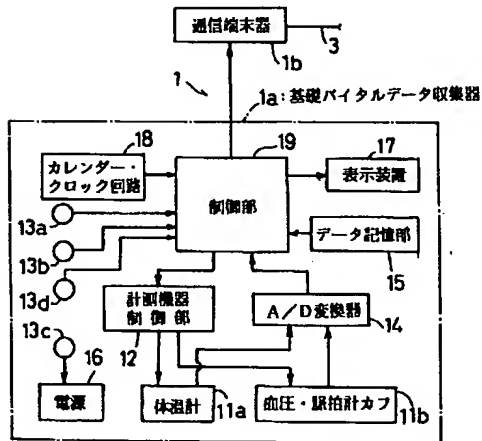 通信端末器
3
1b
1
1a:基礎バイタルデータ収集器
18
19
17
カレンダー・
クロック回路
制御部
表示装置
13a
13b
13d
データ記憶部
15
計測機器
制御部
12
A/D変換器
14
13c
16
電源
体温計
11a
血圧・脈拍計カフ
11b